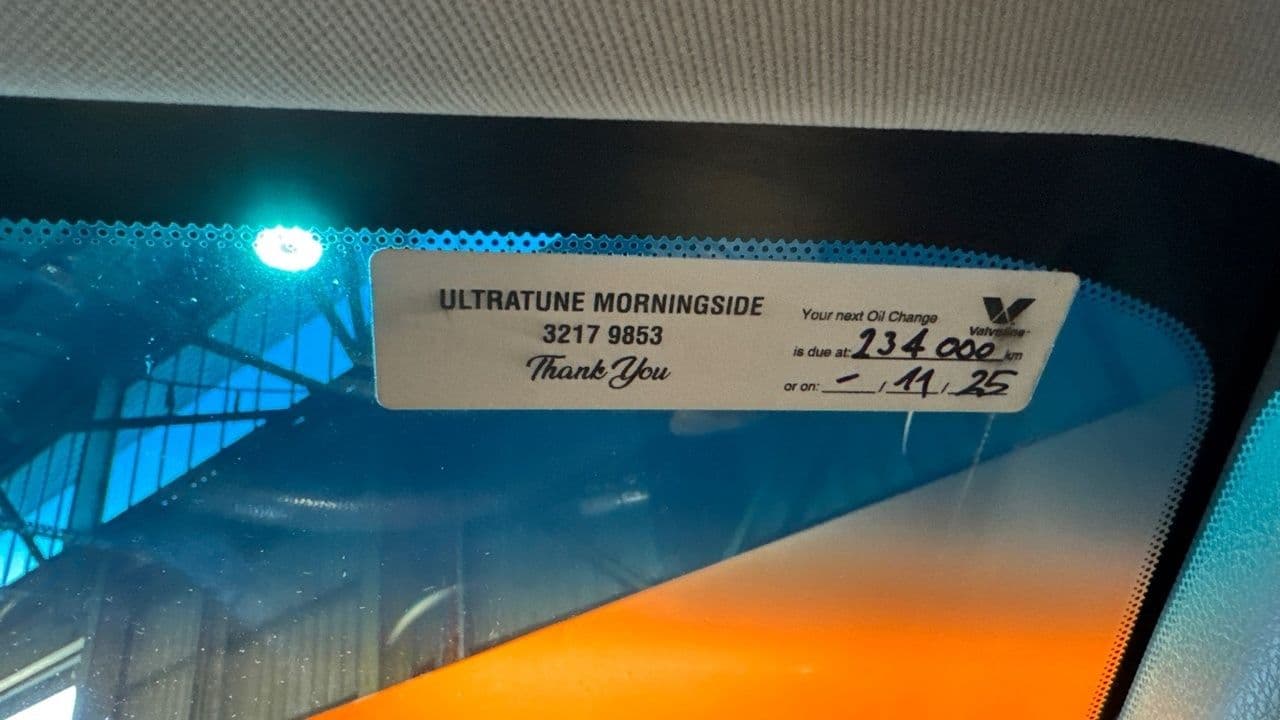 ULTRATUNE MORNINGSIDE
3217 9853
Thank You
Valvoline
Your next Oil Change
is due at: 234 000 km
or on: - / 11 / 25